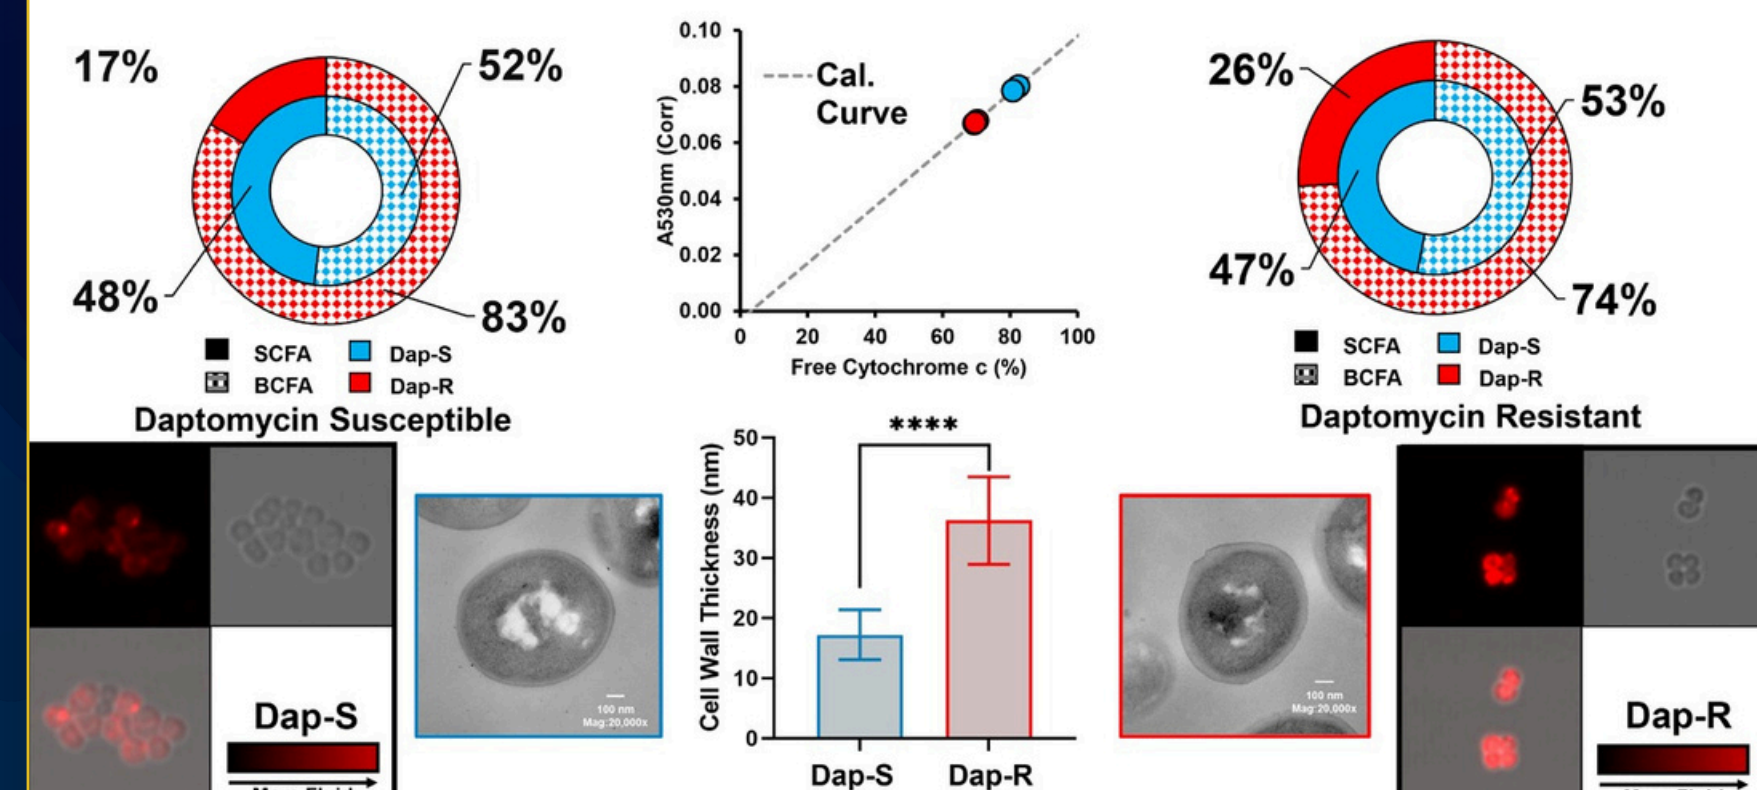 17%
52%
48%
83%
SCFA
Dap-S
BCFA
Dap-R
Daptomycin Susceptible
0.10
0.08
0.06
0.04
0.02
0.00
A530nm (Corr)
Cal.
Curve
0 20 40 60 80 100
Free Cytochrome c (%)
26%
53%
47%
74%
SCFA
Dap-S
BCFA
Dap-R
Daptomycin Resistant
Dap-S
100 nm
Mag:20,000x
****
50
40
30
20
10
0
Cell Wall Thickness (nm)
Dap-S Dap-R
100 nm
Mag:20,000x
Dap-R